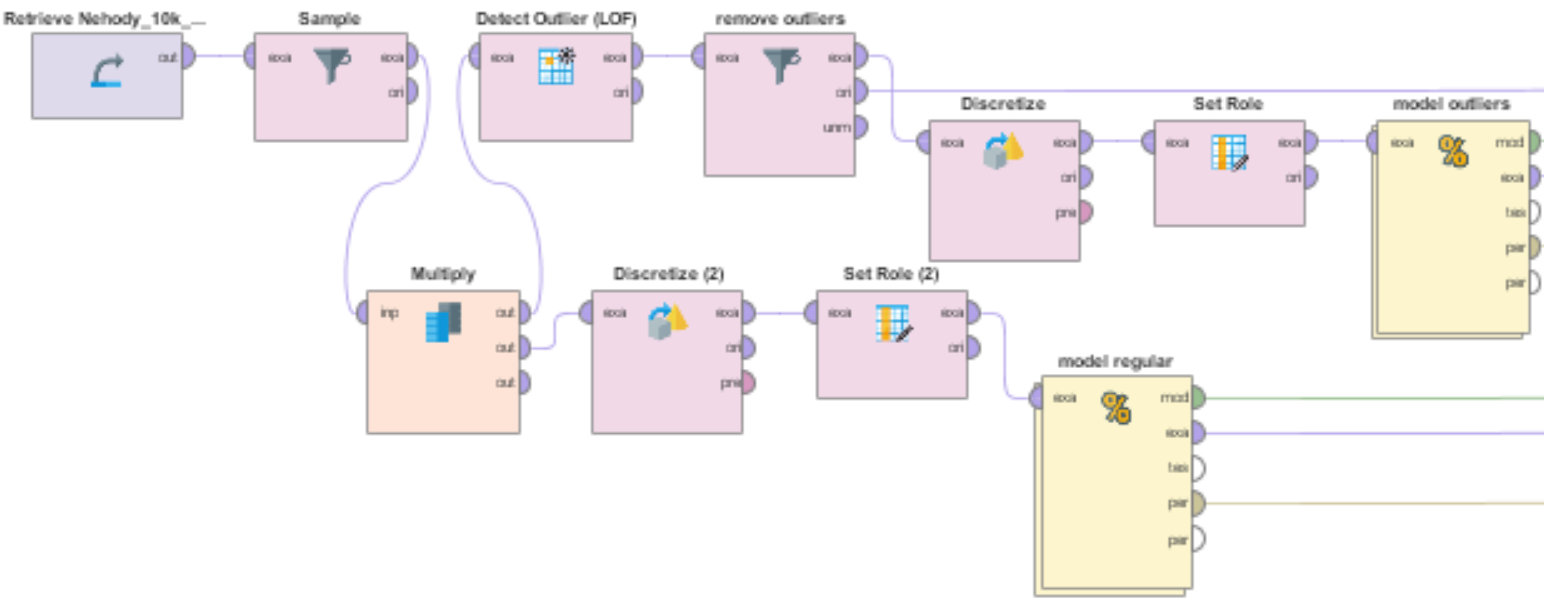 Retrieve Nehody_10k_...
out
Sample
exa
exa
ori
Detect Outlier (LOF)
exa
exa
ori
remove outliers
exa
exa
ori
unm
Discretize
exa
exa
ori
pre
Set Role
exa
exa
ori
model outliers
exa
mod
exa
tes
per
per
Multiply
inp
out
out
out
Discretize (2)
exa
exa
ori
pre
Set Role (2)
exa
exa
ori
model regular
exa
mod
exa
tes
per
per